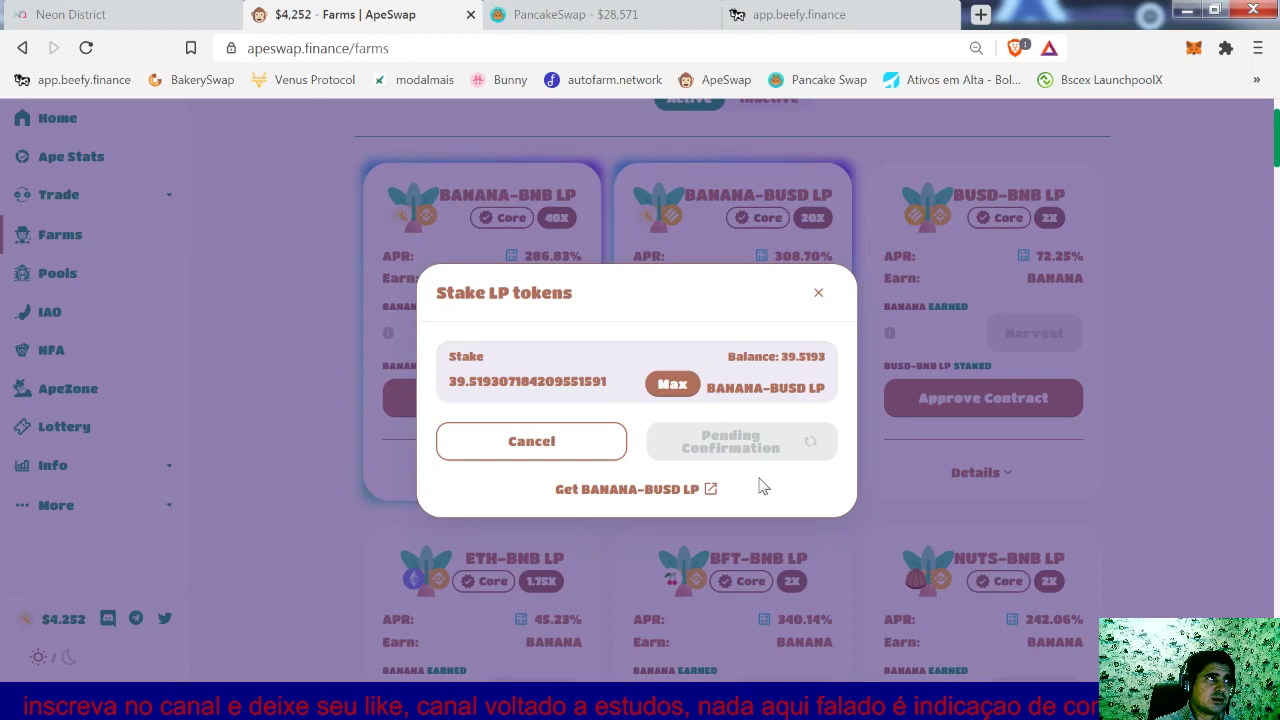 Neon District
$4,252 - Farms | ApeSwap
PancakeSwap - $28,571
app.beefy.finance
apeswap.finance/farms
1
app.beefy.finance
BakerySwap
Venus Protocol
modalmais
Bunny
autofarm.network
ApeSwap
Pancake Swap
Ativos em Alta - Bol...
Bscex LaunchpoolX
»
Active
Inactive
Home
Ape Stats
Trade
Farms
Pools
IAO
NFA
ApeZone
Lottery
Info
More
$4.252
/
BANANA-BNB LP
Core
40X
APR:
286.83%
Earn:
BANAN
BANAN
BANANA-BUSD LP
Core
20X
APR:
308.70%
BUSD-BNB LP
Core
2X
APR:
72.25%
Earn:
BANANA
BANANA EARNED
Harvest
BUSD-BNB LP STAKED
Approve Contract
Details
Stake LP tokens
Stake
Balance: 39.5193
39.519307184209551591
Max
BANANA-BUSD LP
Cancel
Pending
Confirmation
Get BANANA-BUSD LP
ETH-BNB LP
Core
1.75X
APR:
45.23%
Earn:
BANANA
BANANA EARNED
BFT-BNB LP
Core
2X
APR:
340.14%
Earn:
BANANA
BANANA EARNED
NUTS-BNB LP
Core
2X
APR:
242.06%
Earn:
BANANA
BANANA EARNED
inscreva no canal e deixe seu like, canal voltado a estudos, nada aqui falado é indicaçao de cor